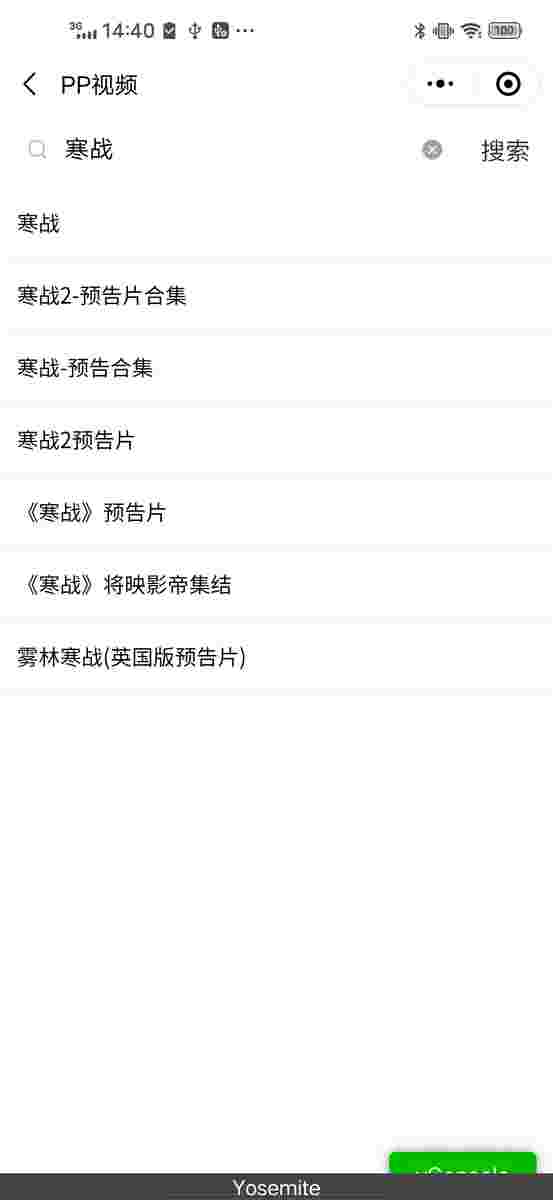 3G 14:40 ... 100
PP视频
寒战 搜索
寒战
寒战2-预告片合集
寒战-预告合集
寒战2预告片
《寒战》预告片
《寒战》将映影帝集结
雾林寒战(英国版预告片)
vConsole
Yosemite